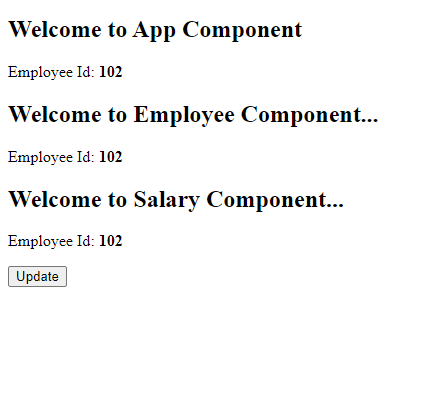 Welcome to App Component
Employee Id: 102
Welcome to Employee Component...
Employee Id: 102
Welcome to Salary Component...
Employee Id: 102
Update